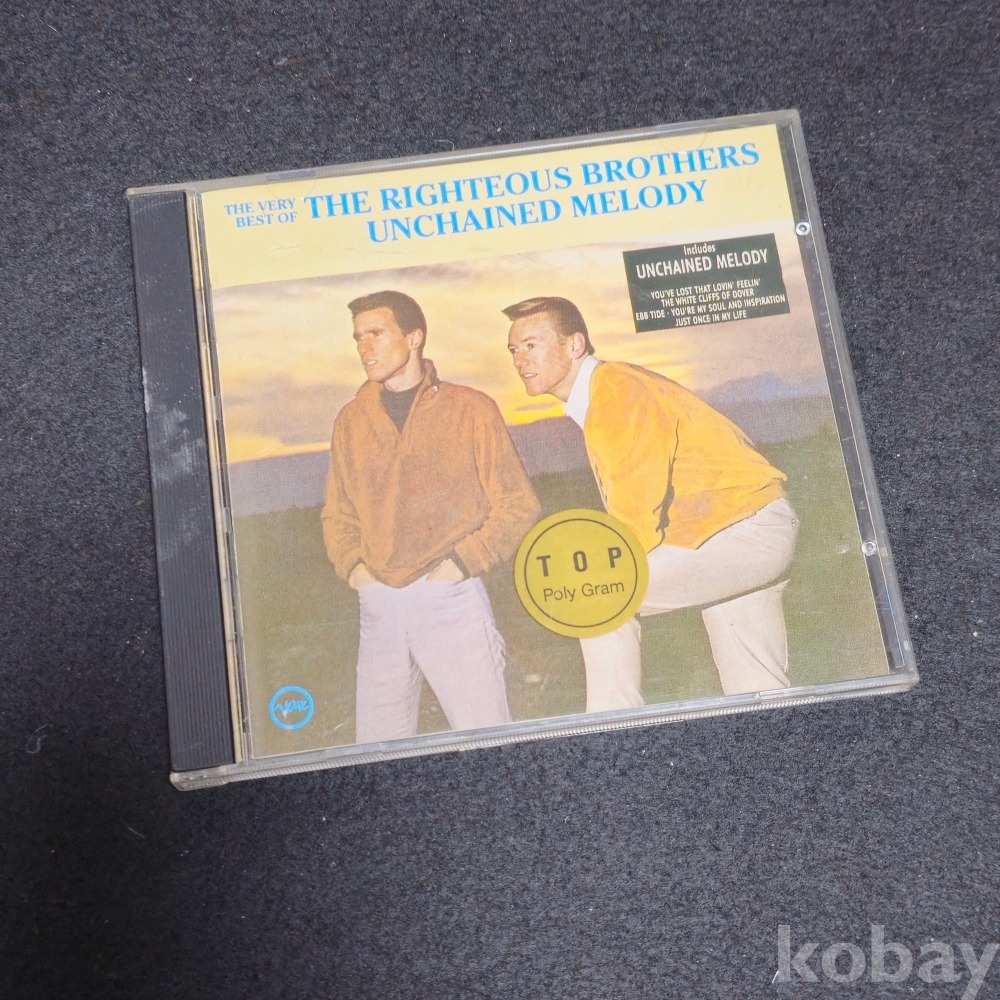 THE VERY
BEST OF
THE RIGHTEOUS BROTHERS
UNCHAINED MELODY
Includes
UNCHAINED MELODY
YOU'VE LOST THAT LOVIN' FEELIN'
THE WHITE CLIFFS OF DOVER
EBB TIDE · YOU'RE MY SOUL AND INSPIRATION
JUST ONCE IN MY LIFE
TOP
Poly Gram
Verve
kobay